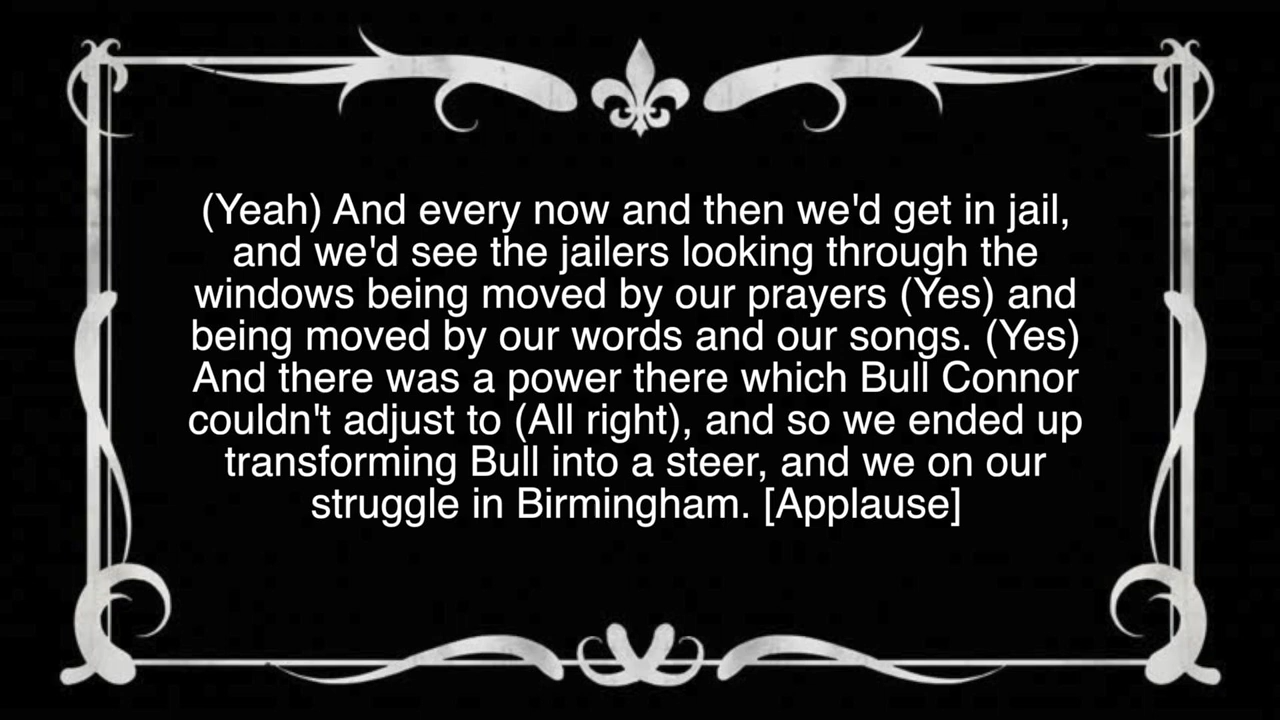 (Yeah) And every now and then we'd get in jail,
and we'd see the jailers looking through the
windows being moved by our prayers (Yes) and
being moved by our words and our songs. (Yes)
And there was a power there which Bull Connor
couldn't adjust to (All right), and so we ended up
transforming Bull into a steer, and we on our
struggle in Birmingham. [Applause]